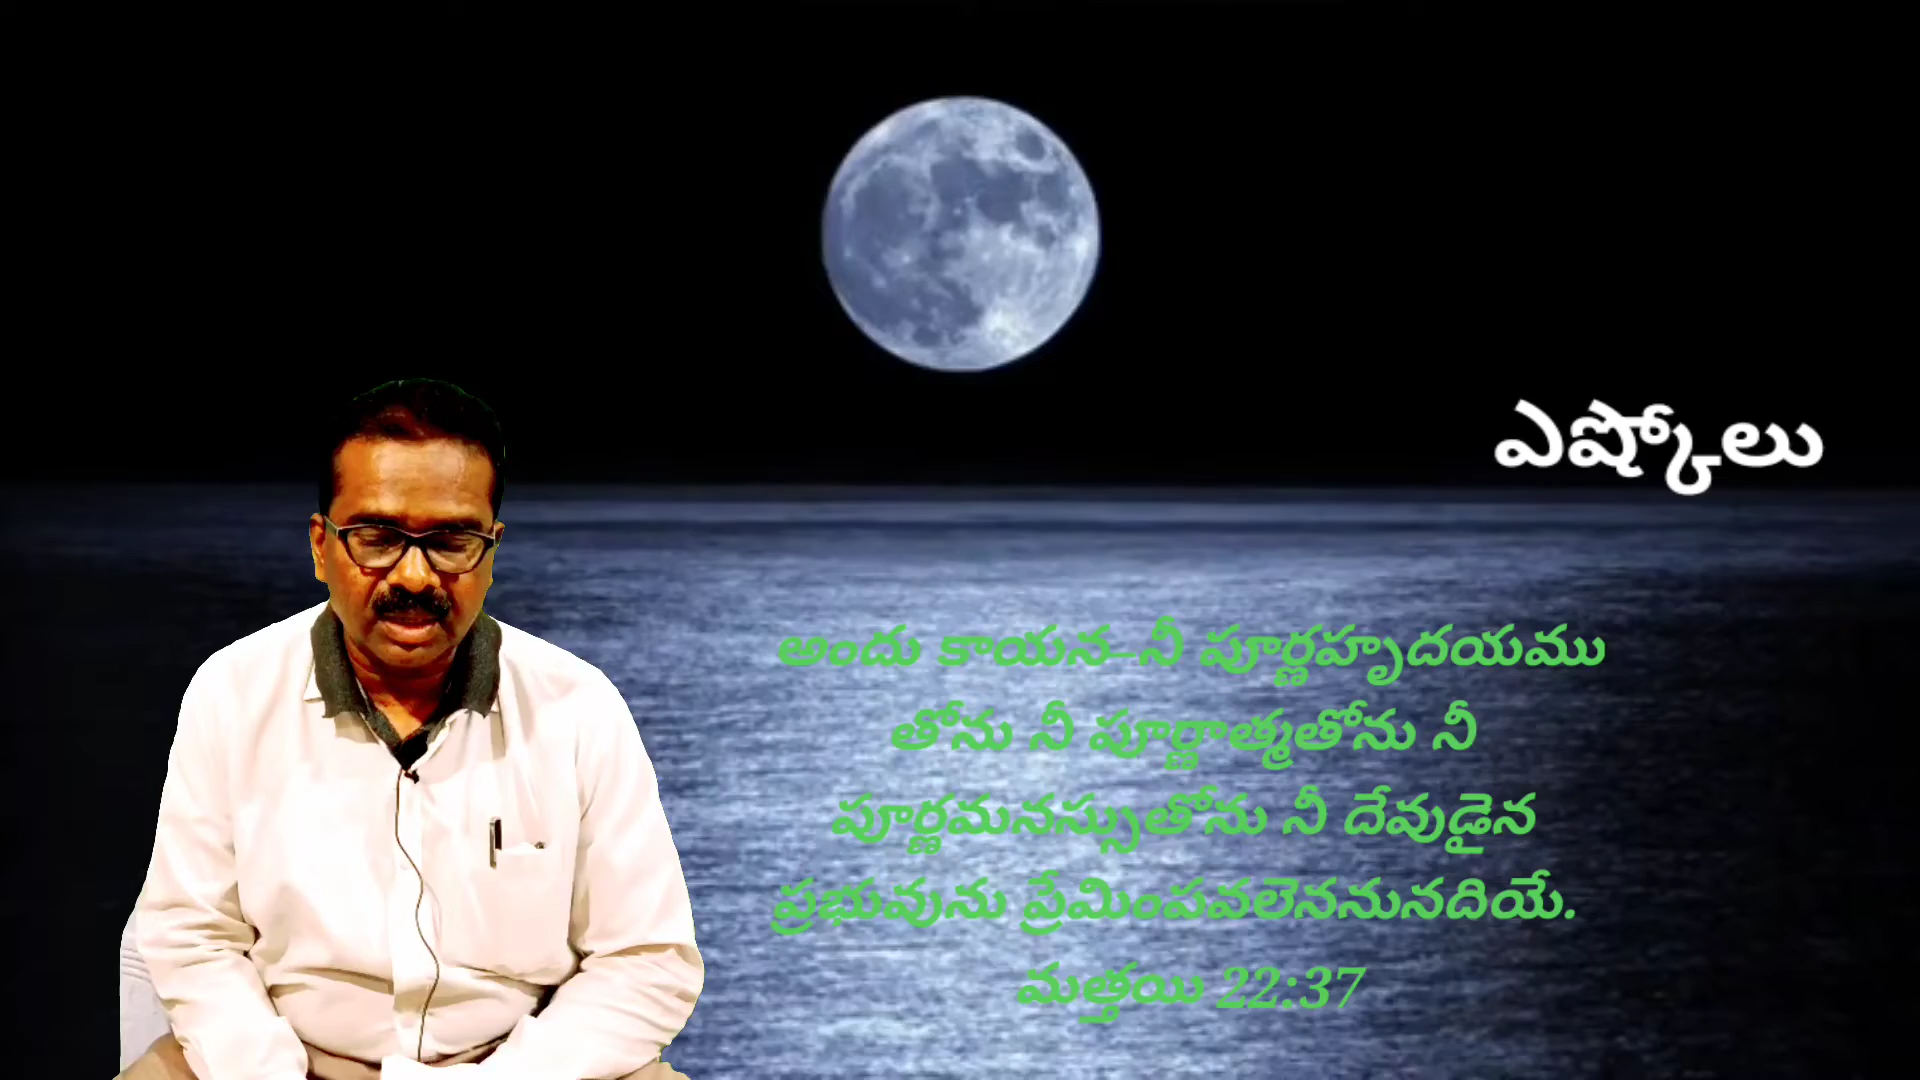 ఎష్కోలు
అందు కాయన–నీ పూర్ణహృదయము
తోను నీ పూర్ణాత్మతోను నీ
పూర్ణమనస్సుతోను నీ దేవుడైన
ప్రభువును ప్రేమింపవలెననునదియే.
మత్తయి 22:37